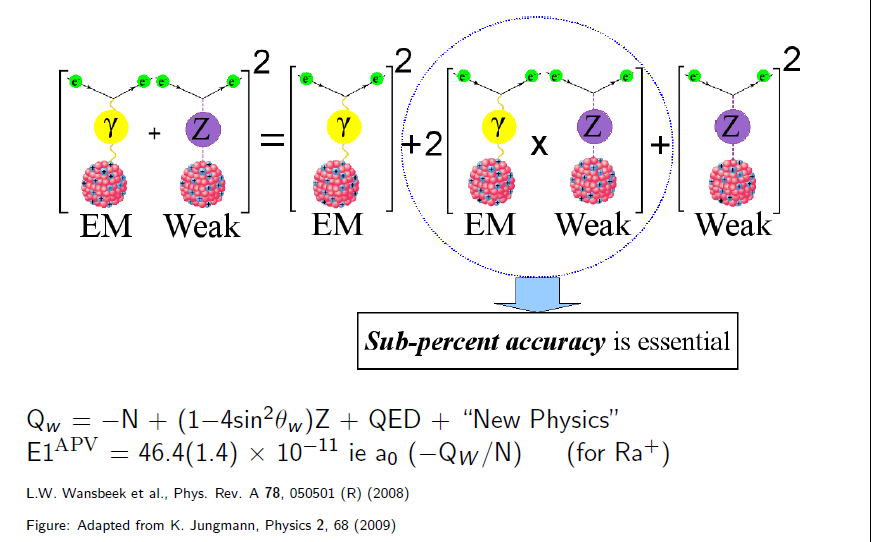 [ e⁻ e⁻ e⁻ e⁻ γ + Z ]² = [ e⁻ e⁻ γ ]² +2 [ e⁻ e⁻ e⁻ e⁻ γ x Z ] + [ e⁻ e⁻ Z ]²
EM Weak EM EM Weak Weak
Sub-percent accuracy is essential
Q_w = −N + (1−4sin²θ_w)Z + QED + “New Physics”
E1^APV = 46.4(1.4) × 10⁻¹¹ ie a₀ (−Q_W/N) (for Ra⁺)
L.W. Wansbeek et al., Phys. Rev. A 78, 050501 (R) (2008)
Figure: Adapted from K. Jungmann, Physics 2, 68 (2009)